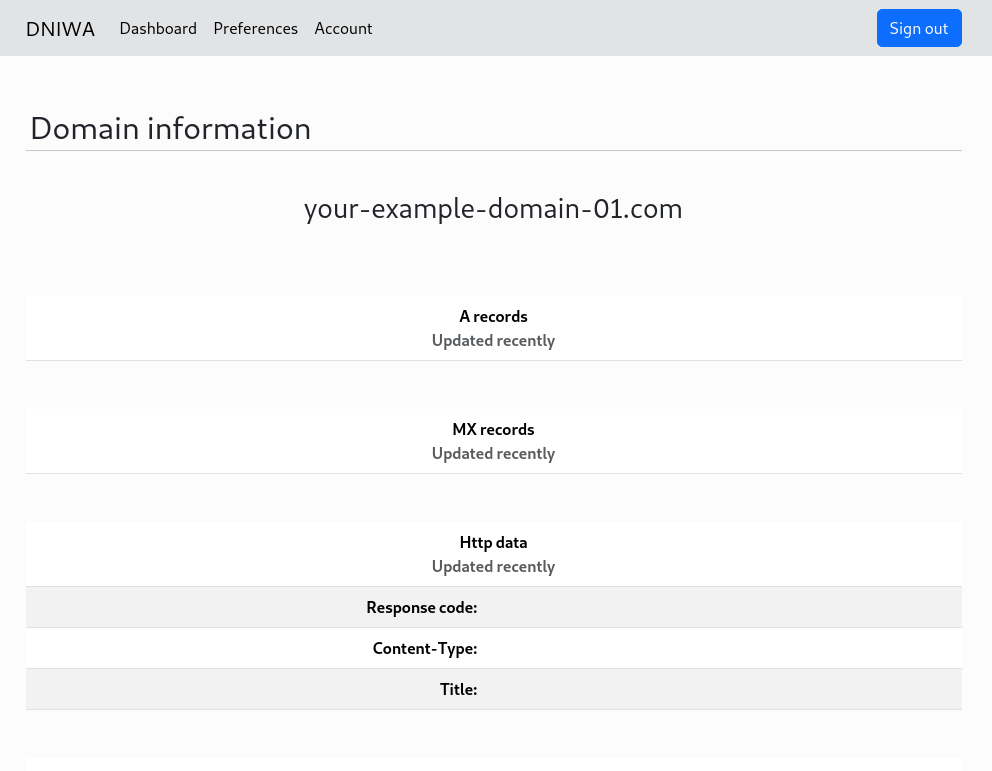 DNIWA Dashboard Preferences Account Sign out
Domain information
your-example-domain-01.com
A records
Updated recently
MX records
Updated recently
Http data
Updated recently
Response code:
Content-Type:
Title: